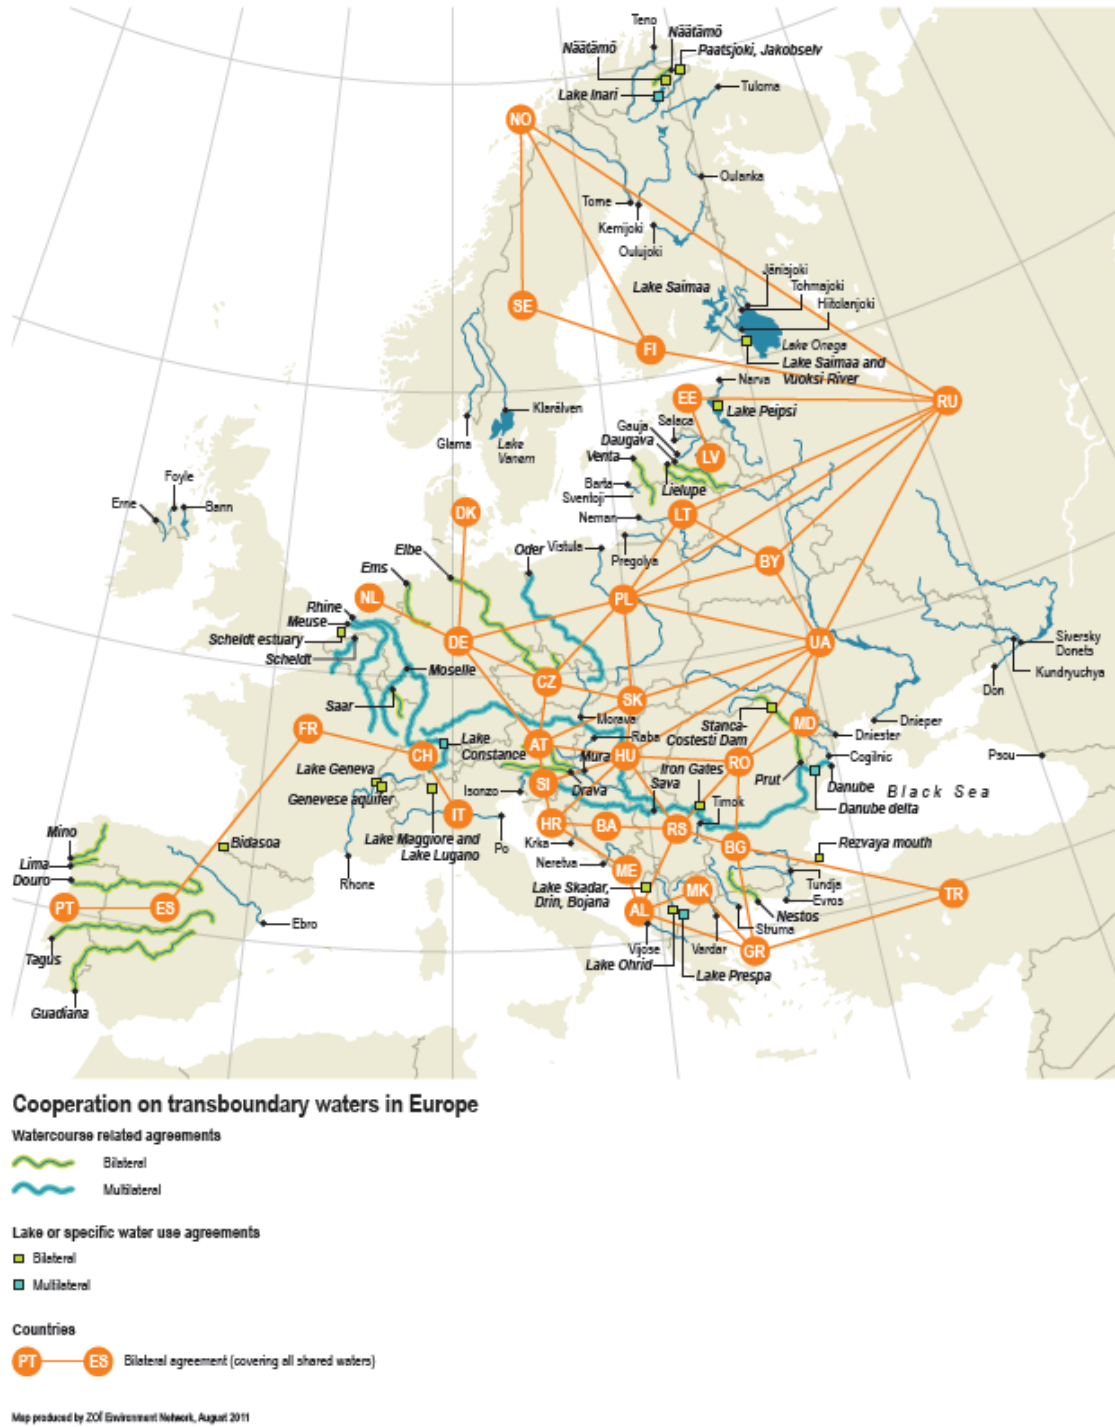 Teno
Näätämö
Näätämö
Paatsjoki, Jakobselv
Lake Inari
Tuloma
NO
Oulanka
Torne
Kemijoki
Oulujoki
Jänisjoki
Tohmajoki
Hiitolanjoki
Lake Saimaa
SE
FI
Lake Onega
Lake Saimaa and
Vuoksi River
Narva
RU
EE
Lake Peipsi
Klarälven
Salaca
Gauja
Glama
Lake
Vanern
Daugava
LV
Venta
Foyle
Barta
Lielupe
Erne
Bann
Sventoji
DK
LT
Neman
Elbe
Oder
Vistula
Pregolya
BY
Ems
NL
PL
Rhine
Meuse
Scheldt estuary
DE
UA
Siversky
Donets
Scheldt
Moselle
Kundryuchya
CZ
Don
Saar
SK
Morava
Stanca-
Costesti Dam
MD
Dnieper
FR
Raba
Dniester
AT
Lake
Constance
CH
Mura
HU
Cogilnic
Psou
Lake Geneva
Iron Gates
RO
Prut
Genevese aquifer
Isonzo
SI
Drava
Sava
Danube
Black Sea
Timok
Danube delta
IT
Mino
Lake Maggiore and
Lake Lugano
Po
HR
BA
RS
Krka
Bidasoa
BG
Rezvaya mouth
Lima
Neretva
ME
Douro
Rhone
Lake Skadar,
Drin, Bojana
MK
Tundja
TR
PT
ES
Evros
AL
Nestos
Ebro
Struma
Vijose
Vardar
GR
Tagus
Lake Ohrid
Lake Prespa
Guadiana
Cooperation on transboundary waters in Europe
Watercourse related agreements
Bilateral
Multilateral
Lake or specific water use agreements
Bilateral
Multilateral
Countries
PT
ES
Bilateral agreement (covering all shared waters)
Map produced by ZOÏ Environment Network, August 2011